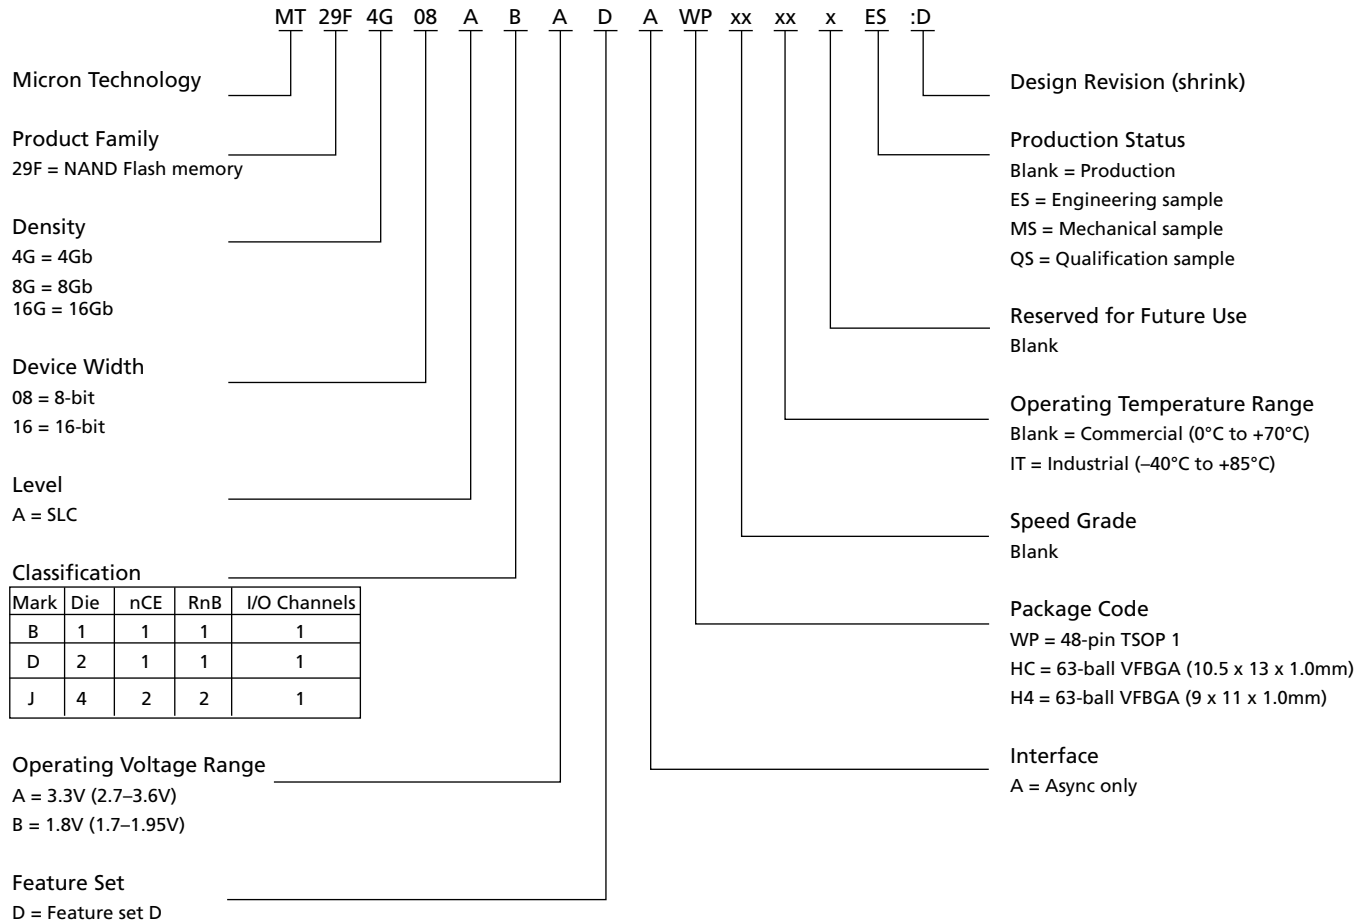 MT 29F 4G 08 A B A D A WP xx xx x ES :D
Micron Technology
Product Family
29F = NAND Flash memory
Density
4G = 4Gb
8G = 8Gb
16G = 16Gb
Device Width
08 = 8-bit
16 = 16-bit
Level
A = SLC
Classification
Mark Die nCE RnB I/O Channels
B 1 1 1 1
D 2 1 1 1
J 4 2 2 1
Operating Voltage Range
A = 3.3V (2.7–3.6V)
B = 1.8V (1.7–1.95V)
Feature Set
D = Feature set D
Design Revision (shrink)
Production Status
Blank = Production
ES = Engineering sample
MS = Mechanical sample
QS = Qualification sample
Reserved for Future Use
Blank
Operating Temperature Range
Blank = Commercial (0°C to +70°C)
IT = Industrial (–40°C to +85°C)
Speed Grade
Blank
Package Code
WP = 48-pin TSOP 1
HC = 63-ball VFBGA (10.5 x 13 x 1.0mm)
H4 = 63-ball VFBGA (9 x 11 x 1.0mm)
Interface
A = Async only